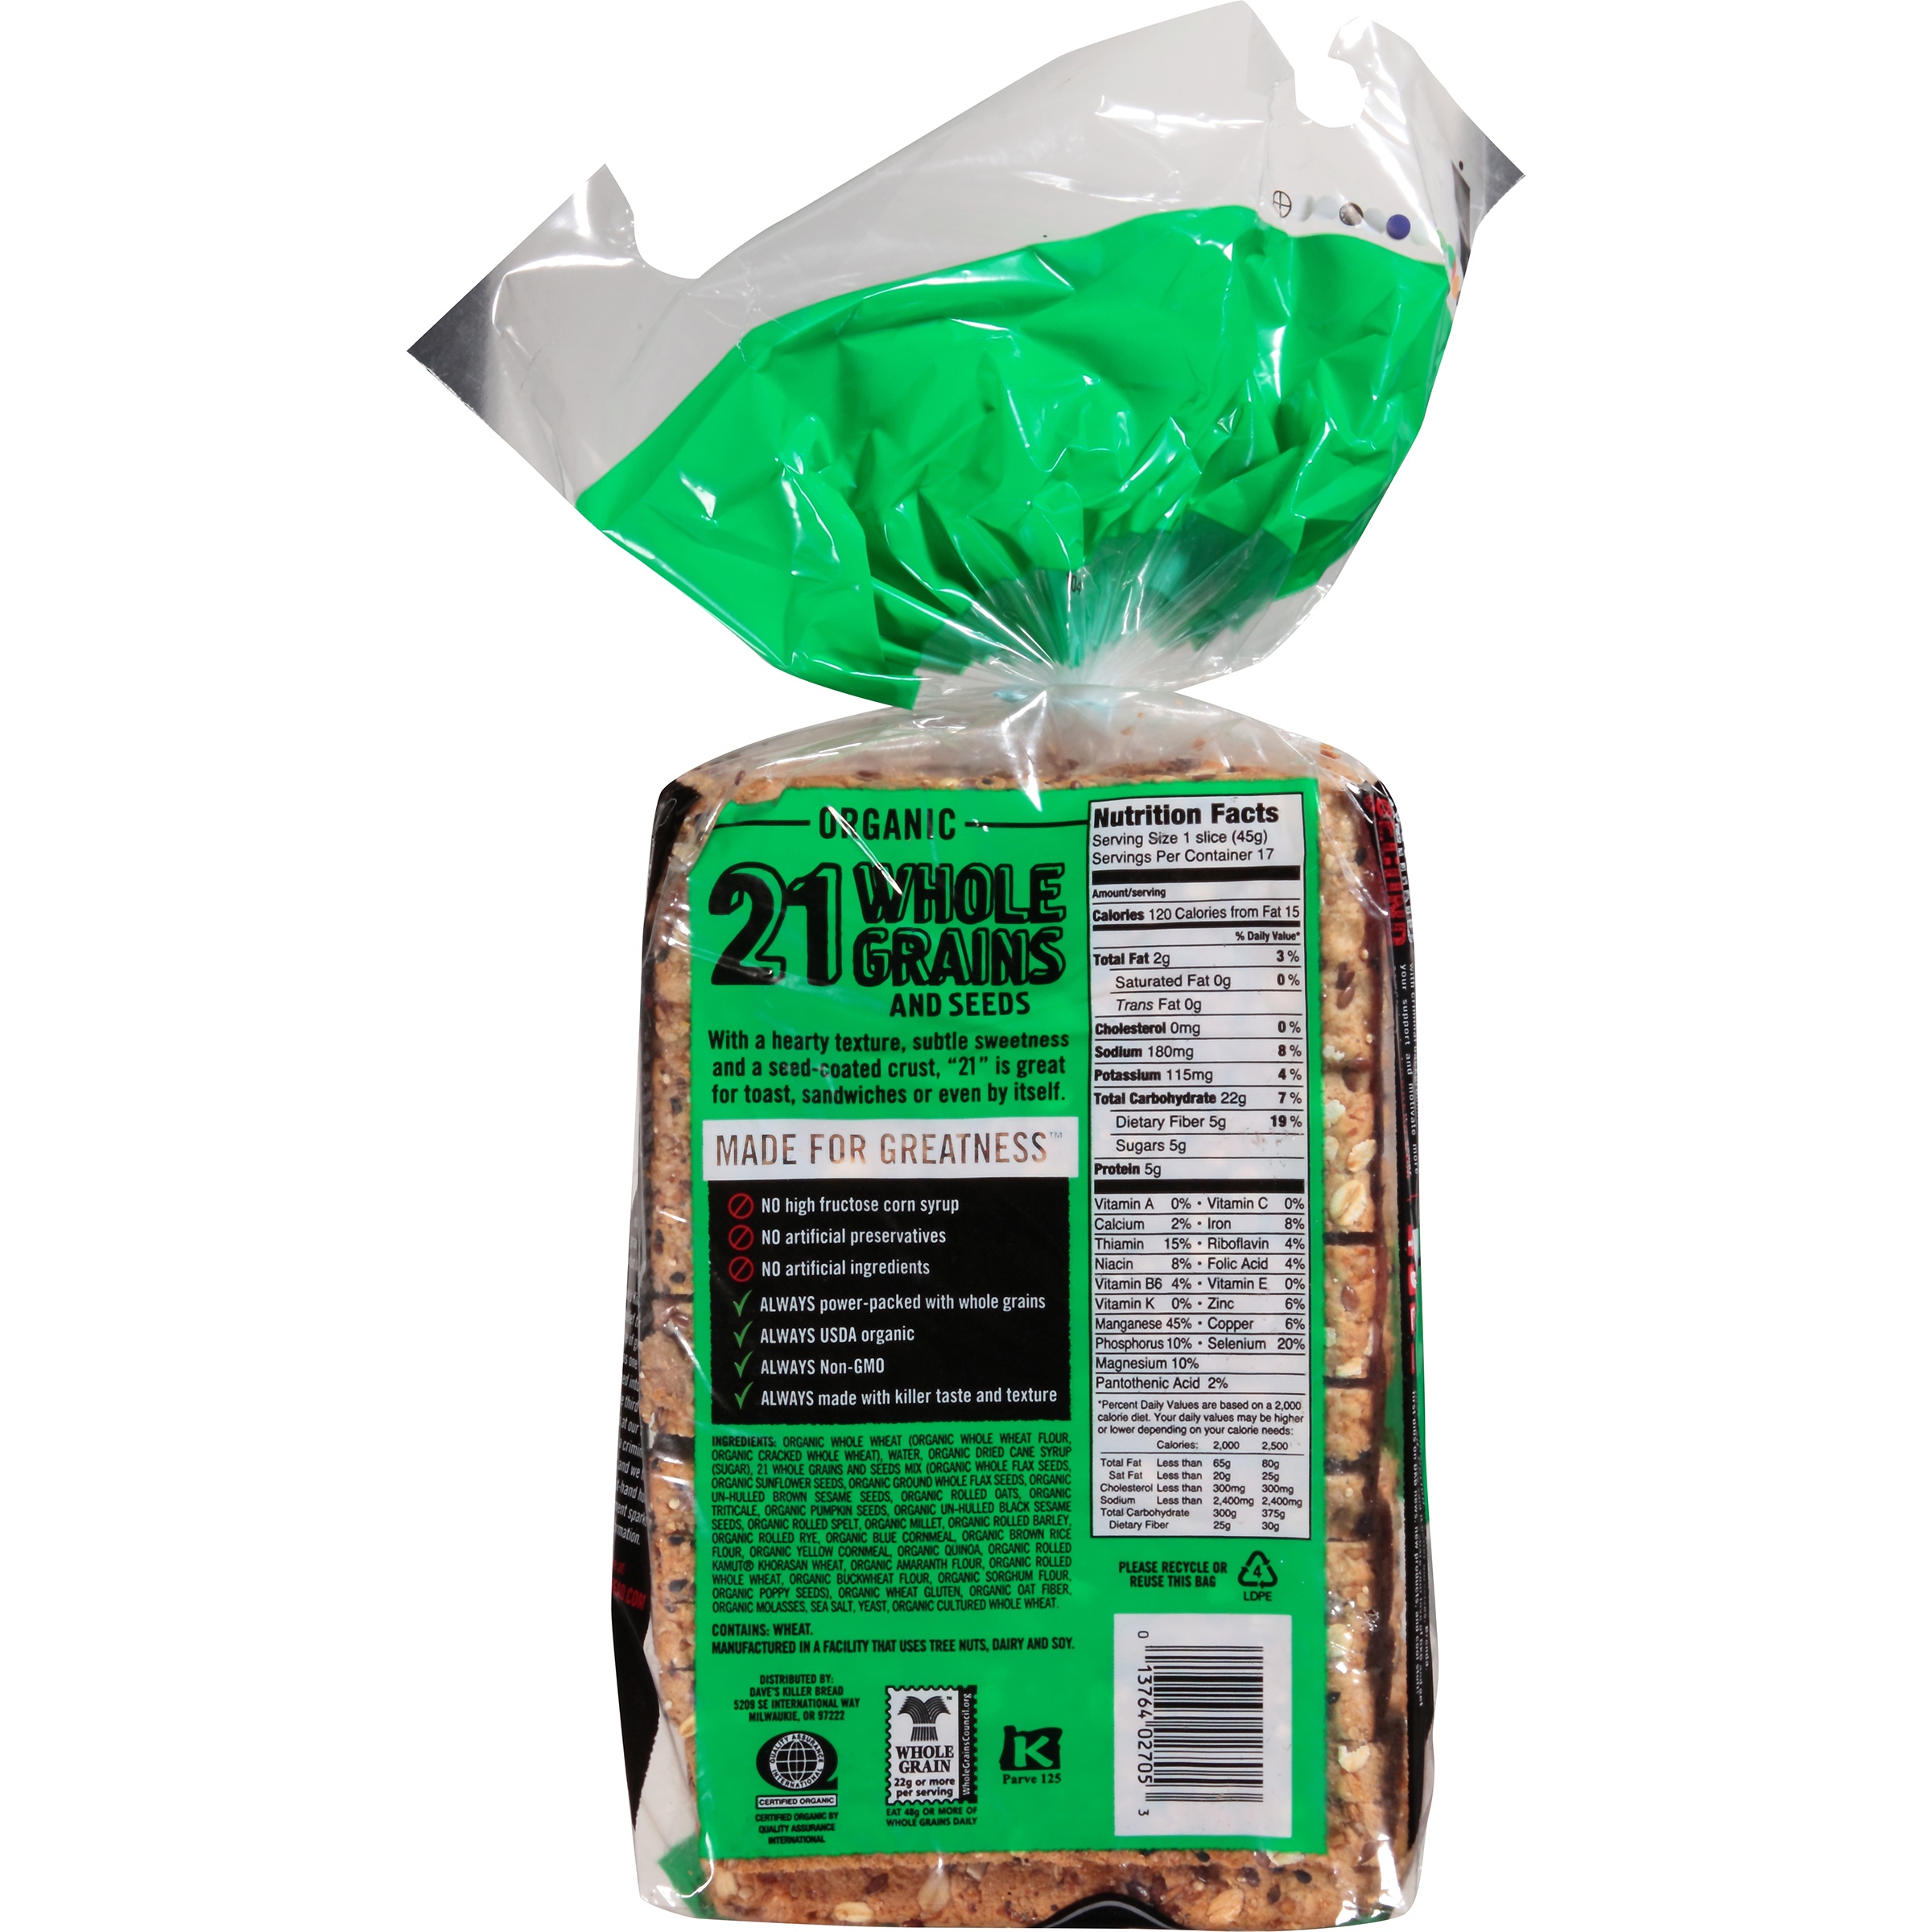 04
ORGANIC
21 WHOLE
GRAINS
AND SEEDS
With a hearty texture, subtle sweetness
and a seed-coated crust, "21" is great
for toast, sandwiches or even by itself.
MADE FOR GREATNESS™
NO high fructose corn syrup
NO artificial preservatives
NO artificial ingredients
ALWAYS power-packed with whole grains
ALWAYS USDA organic
ALWAYS Non-GMO
ALWAYS made with killer taste and texture
INGREDIENTS: ORGANIC WHOLE WHEAT (ORGANIC WHOLE WHEAT FLOUR,
ORGANIC CRACKED WHOLE WHEAT), WATER, ORGANIC DRIED CANE SYRUP
(SUGAR), 21 WHOLE GRAINS AND SEEDS MIX (ORGANIC WHOLE FLAX SEEDS,
ORGANIC SUNFLOWER SEEDS, ORGANIC GROUND WHOLE FLAX SEEDS, ORGANIC
UN-HULLED BROWN SESAME SEEDS, ORGANIC ROLLED OATS, ORGANIC
TRITICALE, ORGANIC PUMPKIN SEEDS, ORGANIC UN-HULLED BLACK SESAME
SEEDS, ORGANIC ROLLED SPELT, ORGANIC MILLET, ORGANIC ROLLED BARLEY,
ORGANIC ROLLED RYE, ORGANIC BLUE CORNMEAL, ORGANIC BROWN RICE
FLOUR, ORGANIC YELLOW CORNMEAL, ORGANIC QUINOA, ORGANIC ROLLED
KAMUT® KHORASAN WHEAT, ORGANIC AMARANTH FLOUR, ORGANIC ROLLED
WHOLE WHEAT, ORGANIC BUCKWHEAT FLOUR, ORGANIC SORGHUM FLOUR,
ORGANIC POPPY SEEDS), ORGANIC WHEAT GLUTEN, ORGANIC OAT FIBER,
ORGANIC MOLASSES, SEA SALT, YEAST, ORGANIC CULTURED WHOLE WHEAT.
CONTAINS: WHEAT.
MANUFACTURED IN A FACILITY THAT USES TREE NUTS, DAIRY AND SOY.
DISTRIBUTED BY:
DAVE'S KILLER BREAD
5209 SE INTERNATIONAL WAY
MILWAUKIE, OR 97222
QUALITY ASSURANCE
INTERNATIONAL
CERTIFIED ORGANIC
CERTIFIED ORGANIC BY
QUALITY ASSURANCE
INTERNATIONAL
WHOLE
GRAIN
22g or more
per serving
WholeGrainsCouncil.org
EAT 48g OR MORE OF
WHOLE GRAINS DAILY
K
Parve 125
Nutrition Facts
Serving Size 1 slice (45g)
Servings Per Container 17
Amount/serving
Calories 120 Calories from Fat 15
% Daily Value*
Total Fat 2g 3%
Saturated Fat 0g 0%
Trans Fat 0g
Cholesterol 0mg 0%
Sodium 180mg 8%
Potassium 115mg 4%
Total Carbohydrate 22g 7%
Dietary Fiber 5g 19%
Sugars 5g
Protein 5g
Vitamin A 0% • Vitamin C 0%
Calcium 2% • Iron 8%
Thiamin 15% • Riboflavin 4%
Niacin 8% • Folic Acid 4%
Vitamin B6 4% • Vitamin E 0%
Vitamin K 0% • Zinc 6%
Manganese 45% • Copper 6%
Phosphorus 10% • Selenium 20%
Magnesium 10%
Pantothenic Acid 2%
*Percent Daily Values are based on a 2,000
calorie diet. Your daily values may be higher
or lower depending on your calorie needs:
Calories: 2,000 2,500
Total Fat Less than 65g 80g
Sat Fat Less than 20g 25g
Cholesterol Less than 300mg 300mg
Sodium Less than 2,400mg 2,400mg
Total Carbohydrate 300g 375g
Dietary Fiber 25g 30g
PLEASE RECYCLE OR
REUSE THIS BAG
4
LDPE
0 13764 02705 3
your support and motivate more